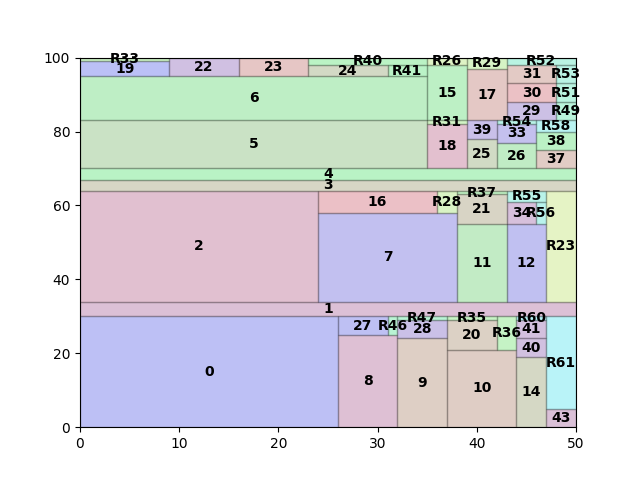 100 R33 R40 R26 R29 R52
19 22 23 24 R41 31 R53
6 15 17 30 R51
29 R49
80 R31 39 R54 33 R58
5 18 25 26 38
37
4
3
60 2 16 R28 R37 21 R55 34 R56
7 R23
40 11 12
1
27 R46 R47 28 R35 20 R36 R60 41
20 0 40 R61
8 9 10 14
43
0
0 10 20 30 40 50